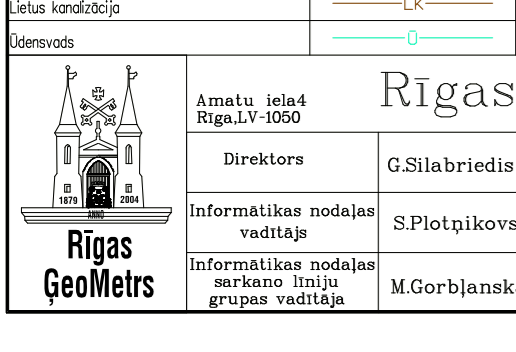 Lietus kanalizācija
LK
Ūdensvads
Ū
Amatu iela4
Rīga,LV-1050
Rīgas
1879
2004
ANNO
Rīgas
ĢeoMetrs
Direktors
G.Silabriedis
Informātikas nodaļas
vadītājs
S.Plotņikovs
Informātikas nodaļas
sarkano līniju
grupas vadītāja
M.Gorbļansk